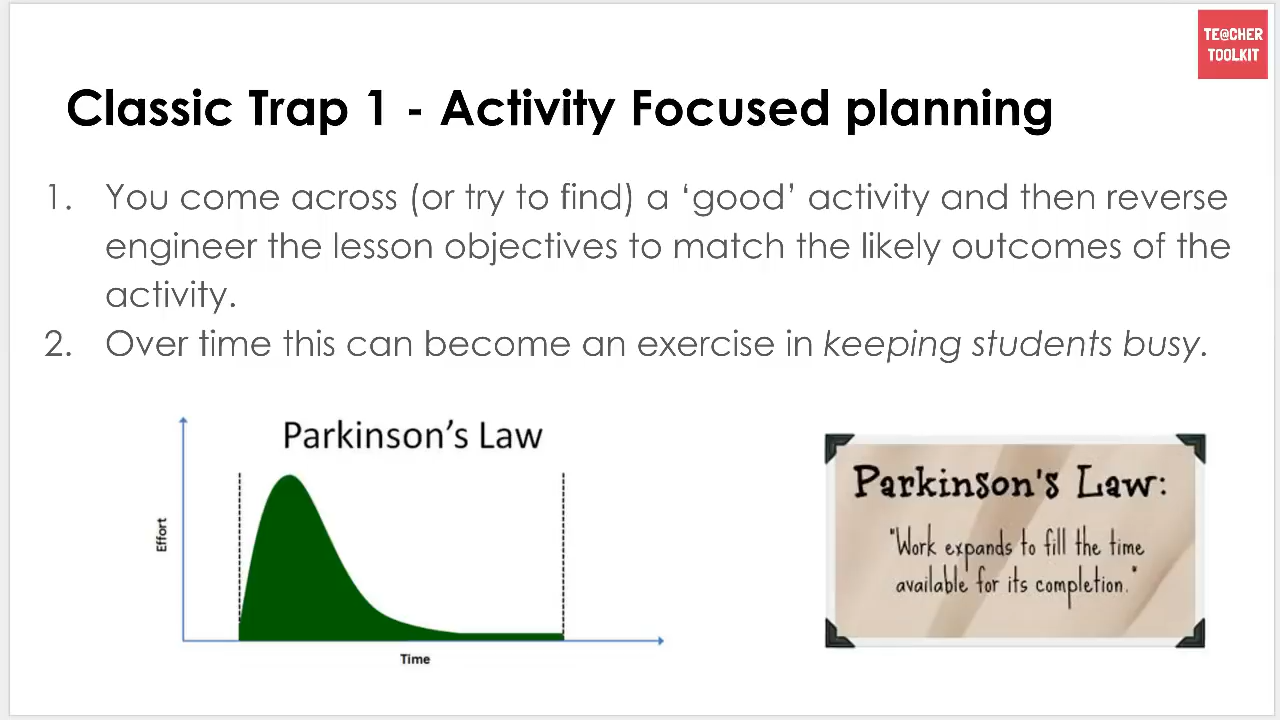 TE@CHER
TOOLKIT
Classic Trap 1 - Activity Focused planning
1. You come across (or try to find) a ‘good’ activity and then reverse
engineer the lesson objectives to match the likely outcomes of the
activity.
2. Over time this can become an exercise in keeping students busy.
Parkinson’s Law
Effort
Time
Parkinson's Law:
"Work expands to fill the time
available for its completion."